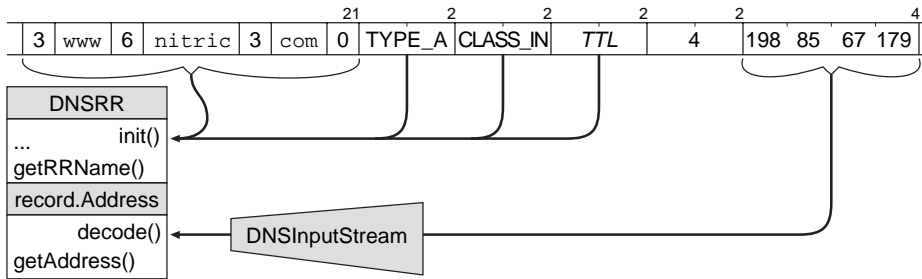 21 2 2 2 2 4
3 www 6 nitric 3 com 0 TYPE_A CLASS_IN TTL 4 198 85 67 179
DNSRR
... init()
getRRName()
record.Address
decode() DNSInputStream
getAddress()